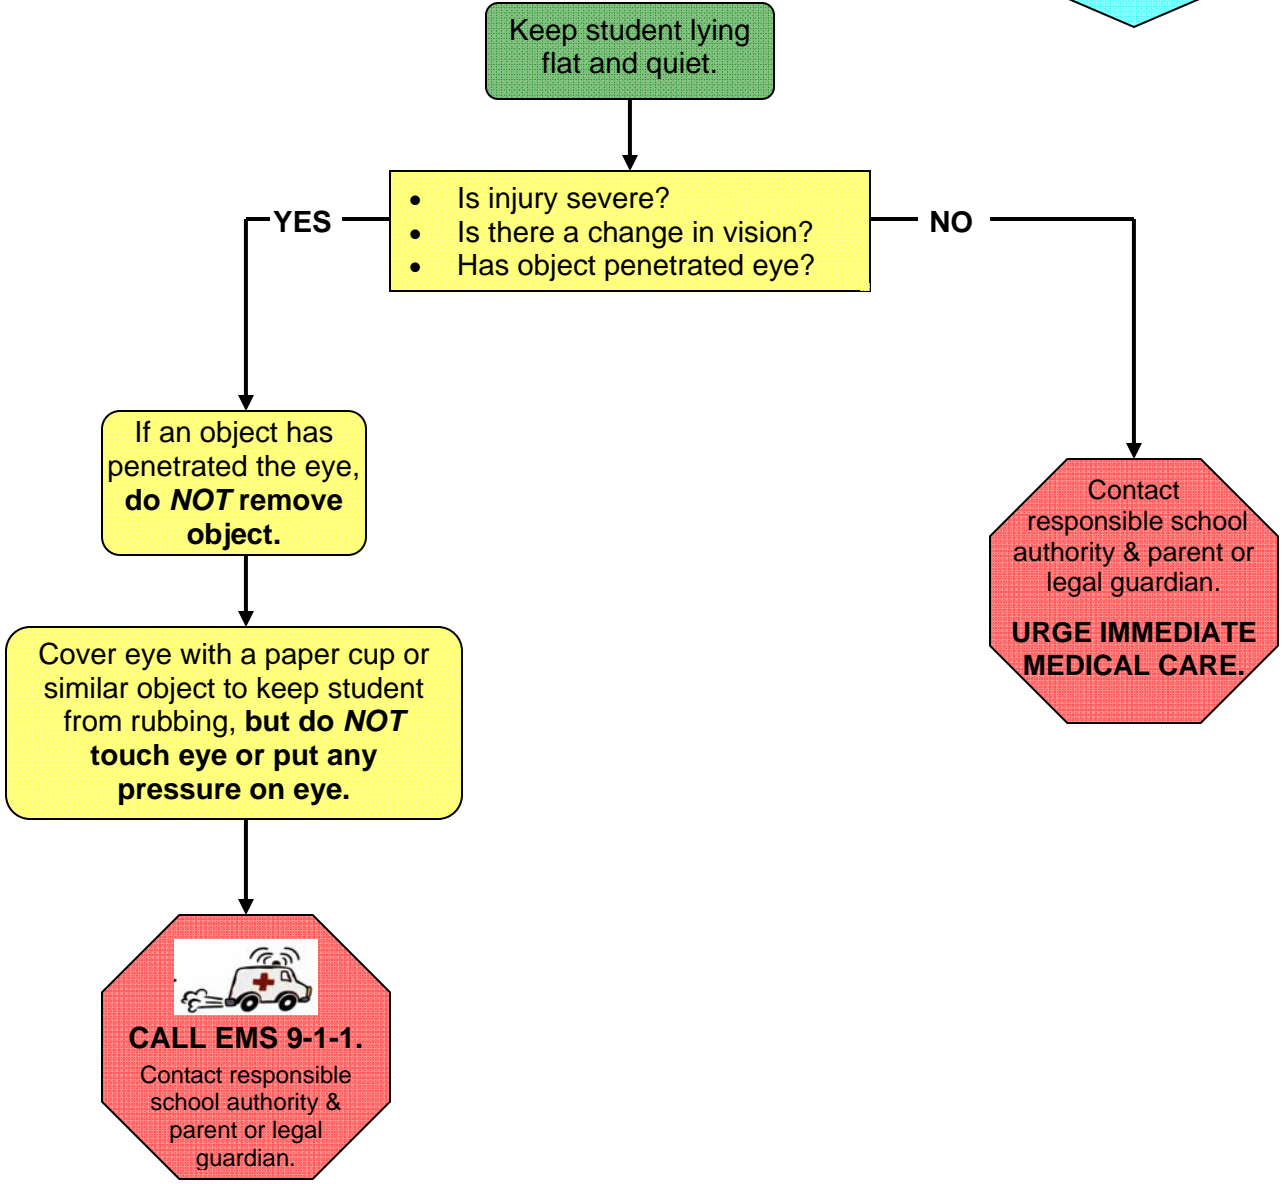 Keep student lying
flat and quiet.
• Is injury severe?
• Is there a change in vision?
• Has object penetrated eye?
YES
NO
If an object has
penetrated the eye,
do NOT remove
object.
Contact
responsible school
authority & parent or
legal guardian.
URGE IMMEDIATE
MEDICAL CARE.
Cover eye with a paper cup or
similar object to keep student
from rubbing, but do NOT
touch eye or put any
pressure on eye.
CALL EMS 9-1-1.
Contact responsible
school authority &
parent or legal
guardian.